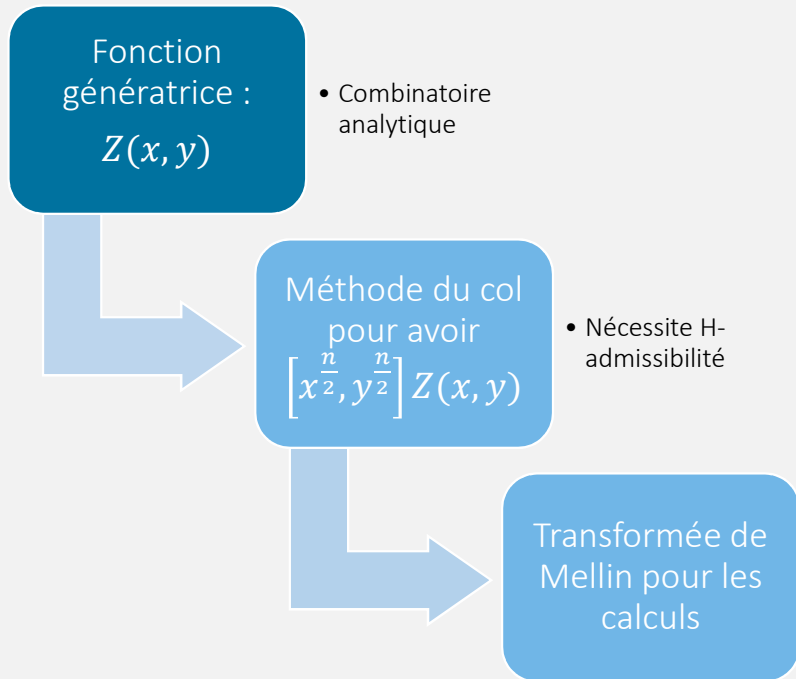 Fonction
génératrice :
Z(x, y)
• Combinatoire
analytique
Méthode du col
pour avoir
[x^{n/2}, y^{n/2}] Z(x, y)
• Nécessite H-
admissibilité
Transformée de
Mellin pour les
calculs